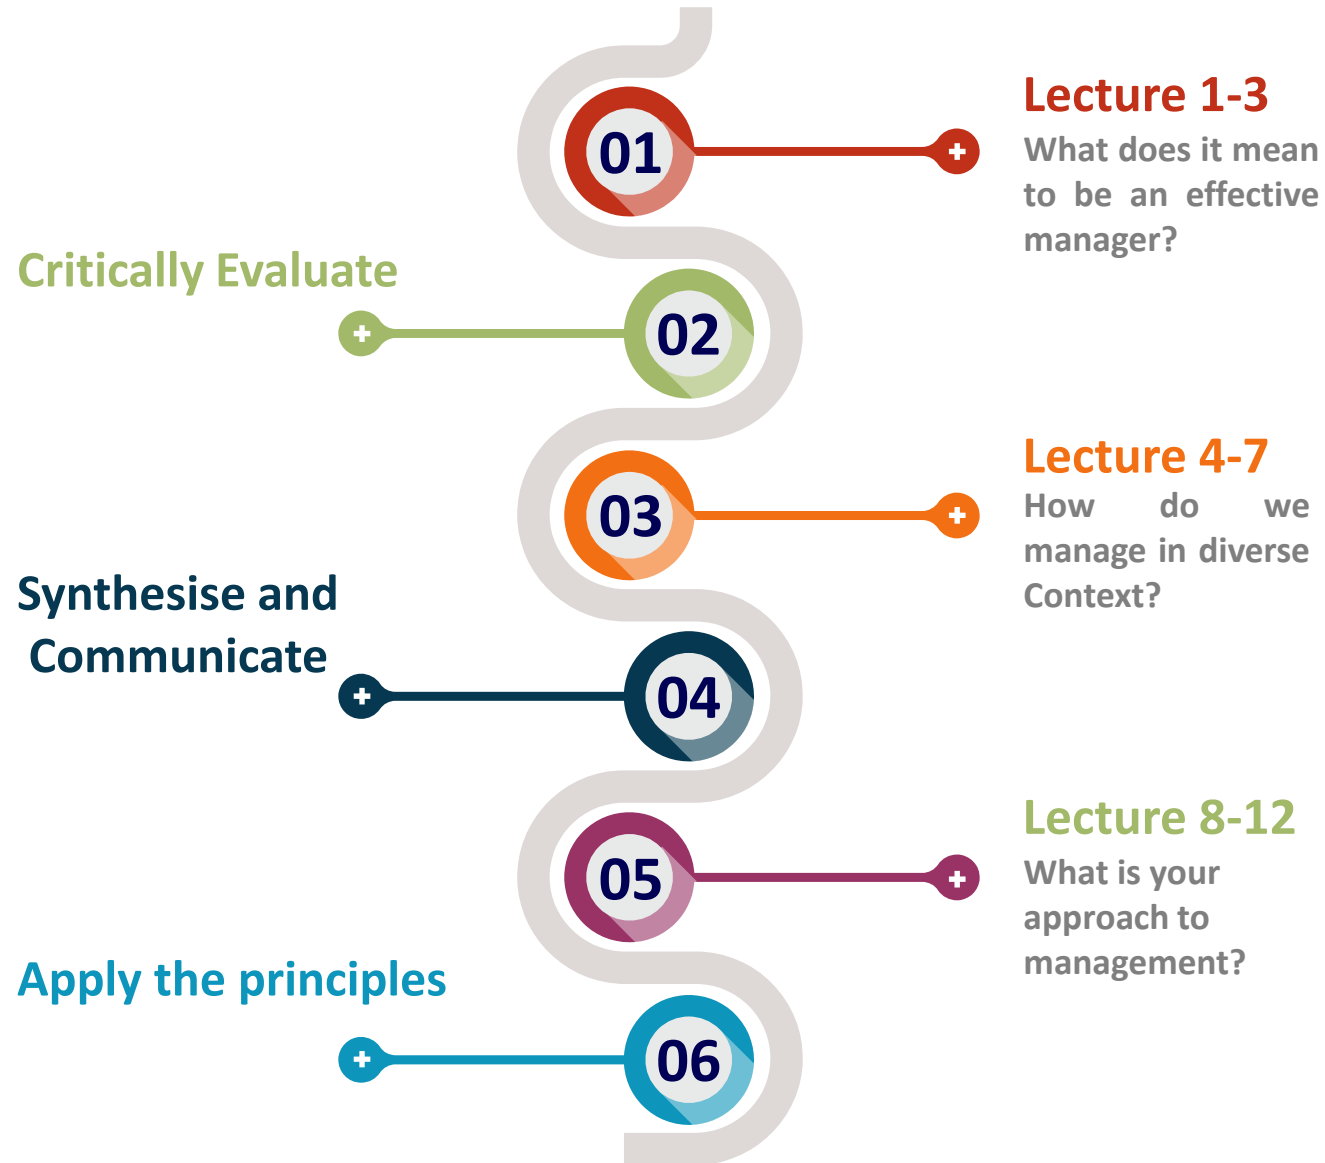 01
Lecture 1-3
What does it mean
to be an effective
manager?
Critically Evaluate
02
03
Lecture 4-7
How do we
manage in diverse
Context?
Synthesise and
Communicate
04
05
Lecture 8-12
What is your
approach to
management?
Apply the principles
06